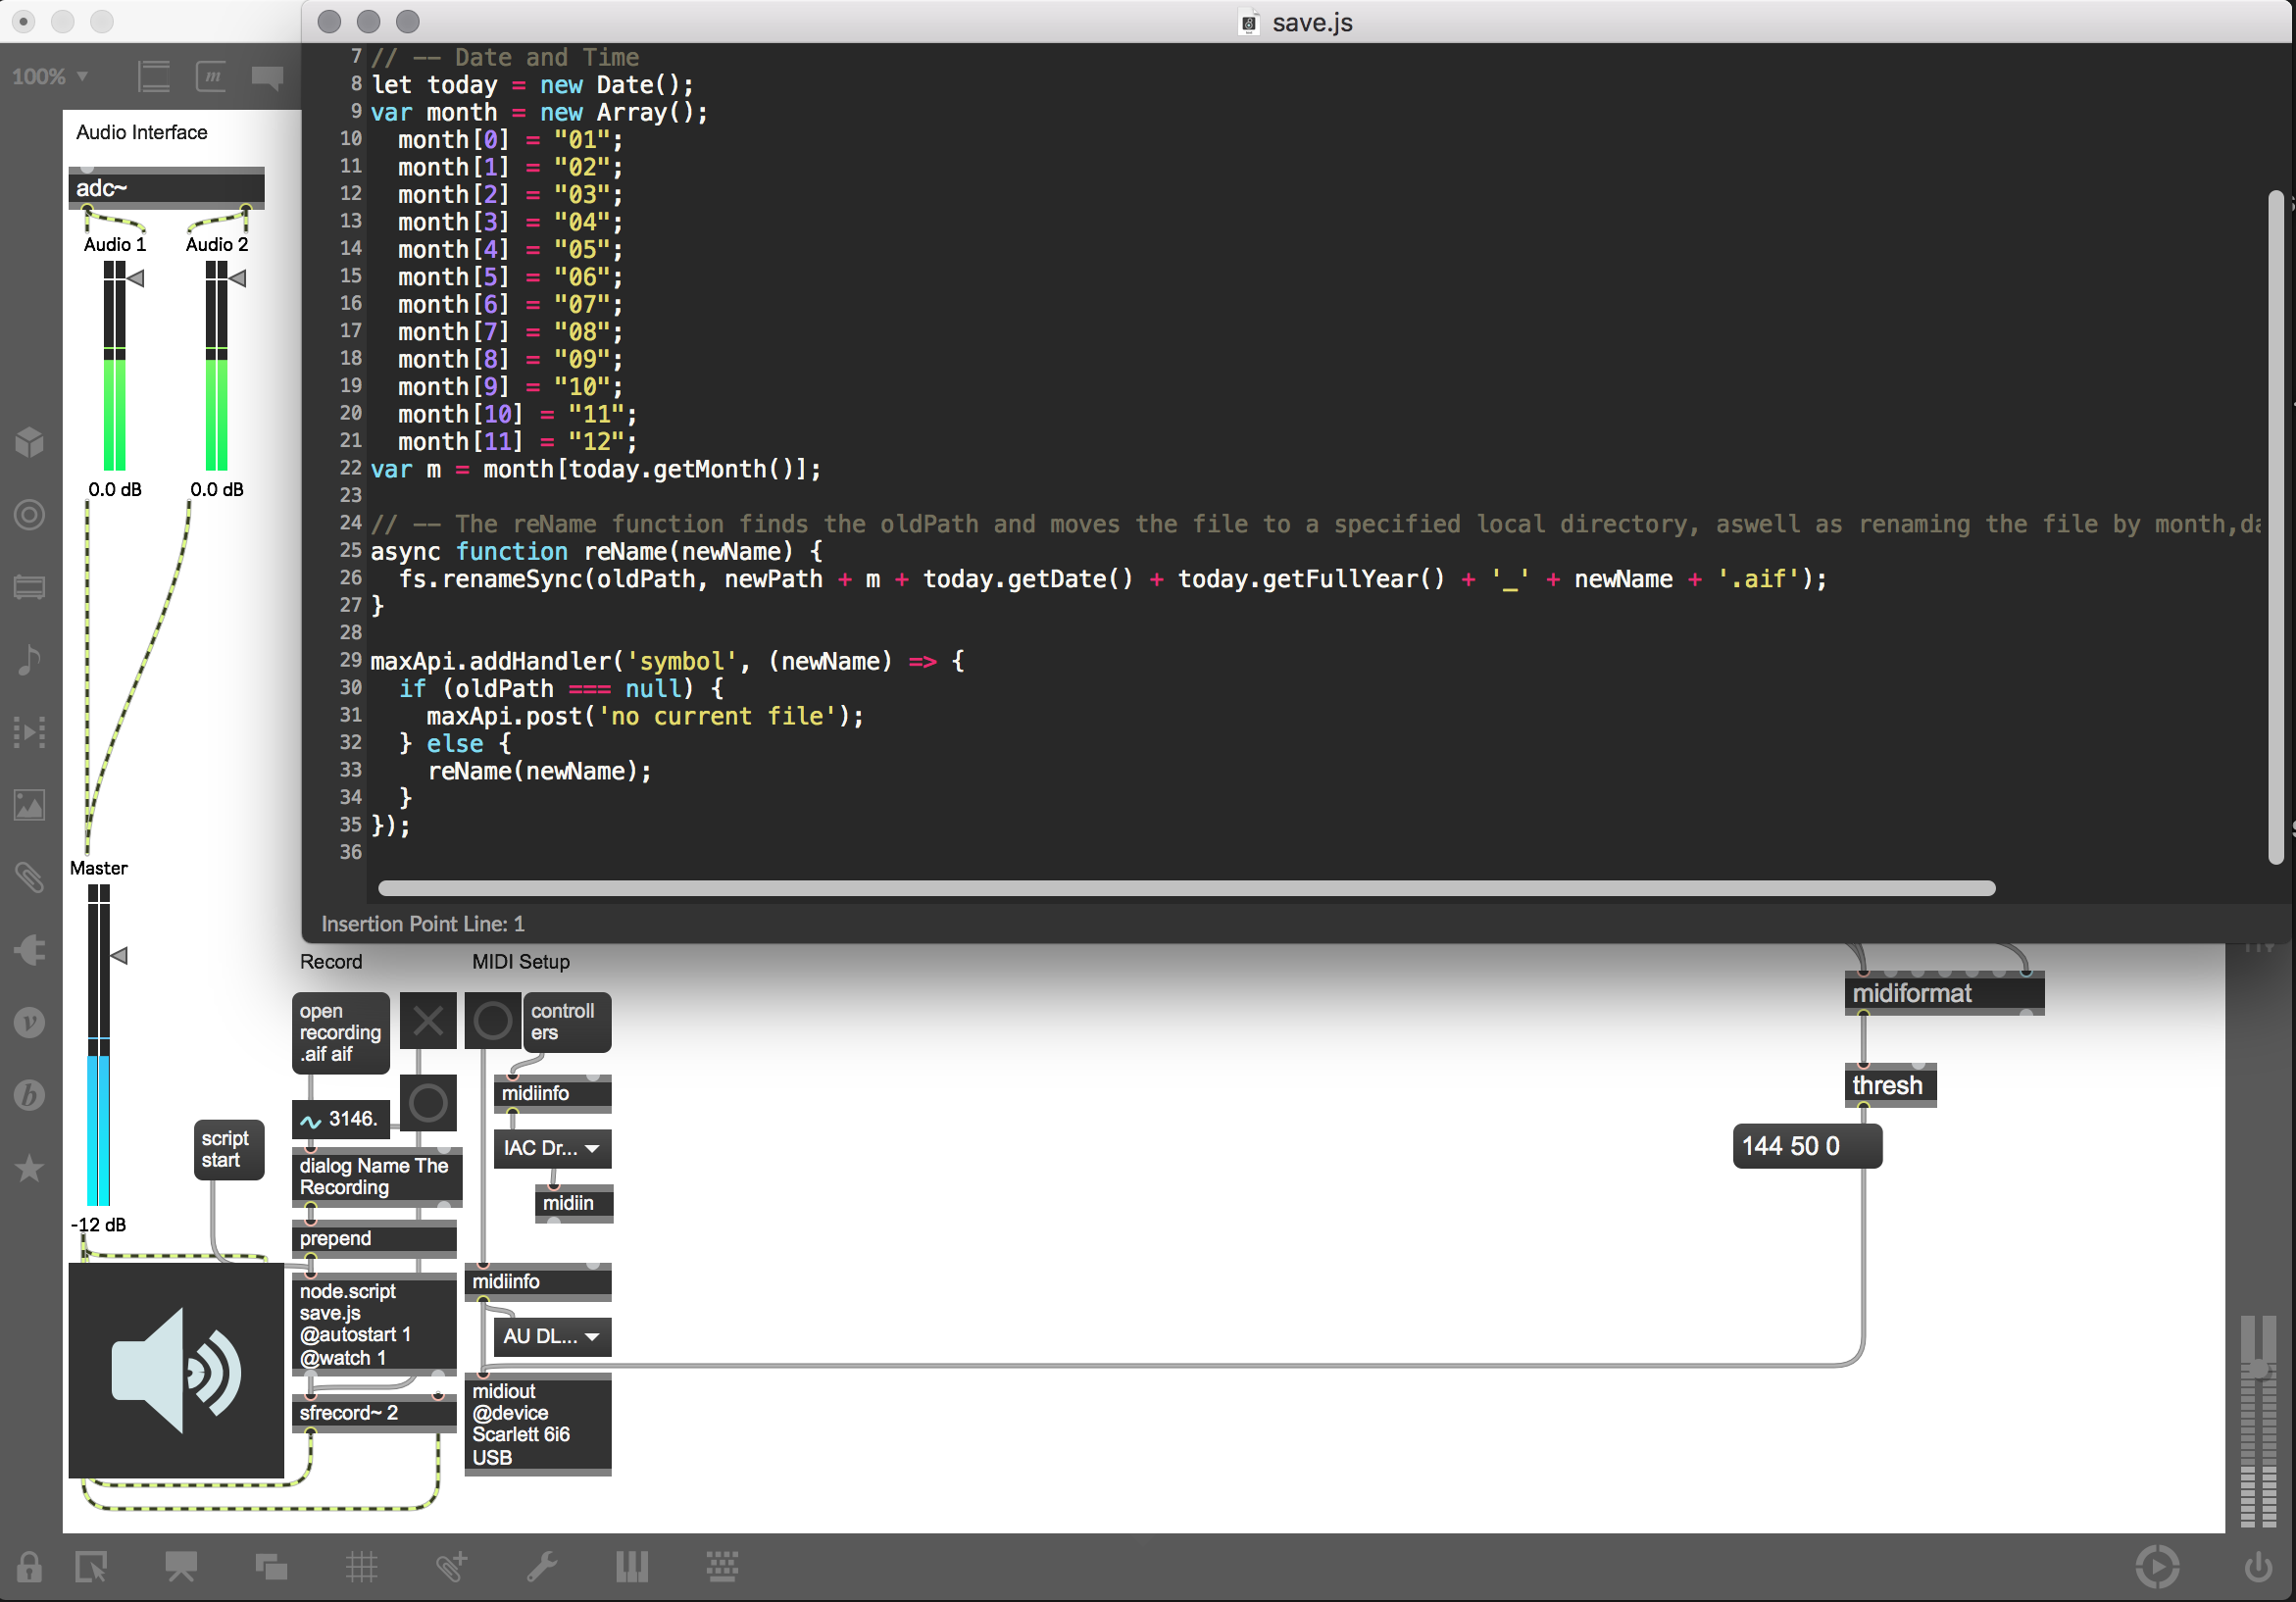 save.js
100%
7 // -- Date and Time
8 let today = new Date();
9 var month = new Array();
10 month[0] = "01";
11 month[1] = "02";
12 month[2] = "03";
13 month[3] = "04";
14 month[4] = "05";
15 month[5] = "06";
16 month[6] = "07";
17 month[7] = "08";
18 month[8] = "09";
19 month[9] = "10";
20 month[10] = "11";
21 month[11] = "12";
22 var m = month[today.getMonth()];
23
24 // -- The reName function finds the oldPath and moves the file to a specified local directory, aswell as renaming the file by month,da
25 async function reName(newName) {
26 fs.renameSync(oldPath, newPath + m + today.getDate() + today.getFullYear() + '_' + newName + '.aif');
27 }
28
29 maxApi.addHandler('symbol', (newName) => {
30 if (oldPath === null) {
31 maxApi.post('no current file');
32 } else {
33 reName(newName);
34 }
35 });
36
Insertion Point Line: 1
Audio Interface
adc~
Audio 1
Audio 2
0.0 dB
0.0 dB
Master
-12 dB
script
start
Record
open
recording
.aif aif
3146.
dialog Name The
Recording
prepend
node.script
save.js
@autostart 1
@watch 1
sfrecord~ 2
MIDI Setup
controll
ers
midiinfo
IAC Dr...
midiin
midiinfo
AU DL...
midiout
@device
Scarlett 6i6
USB
midiformat
thresh
144 50 0